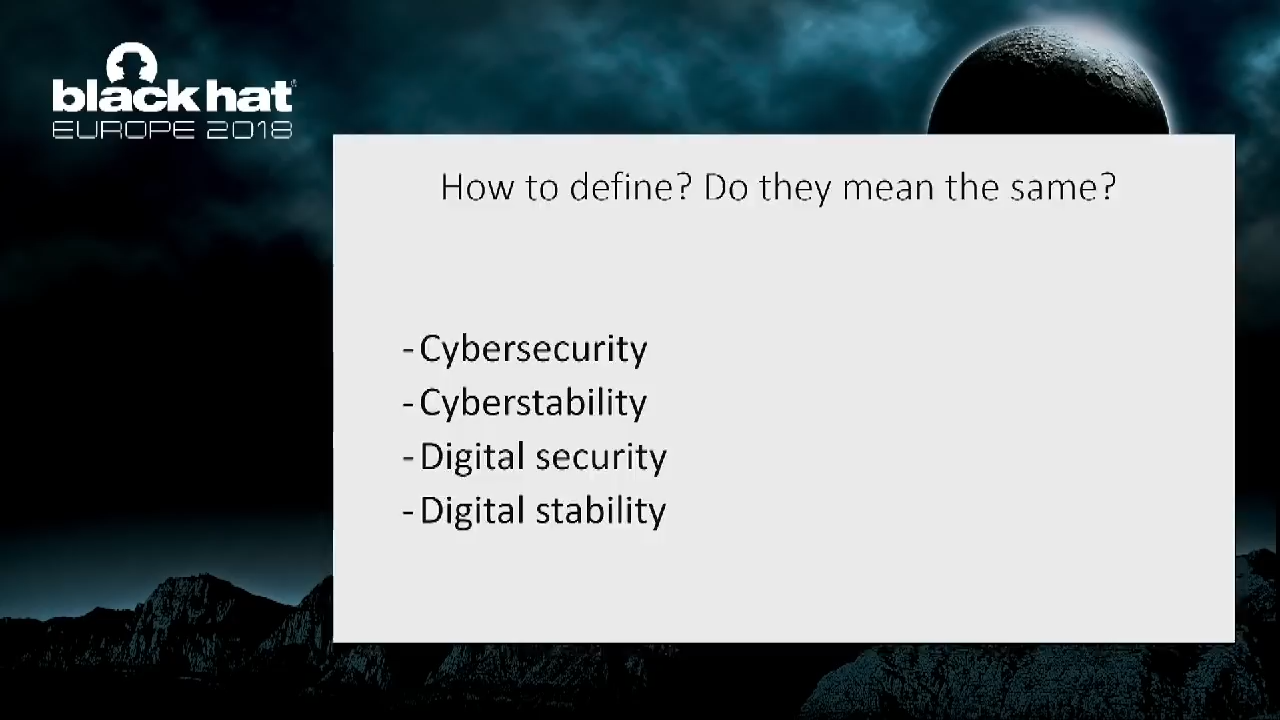 black hat
EUROPE 2018
How to define? Do they mean the same?
- Cybersecurity
- Cyberstability
- Digital security
- Digital stability